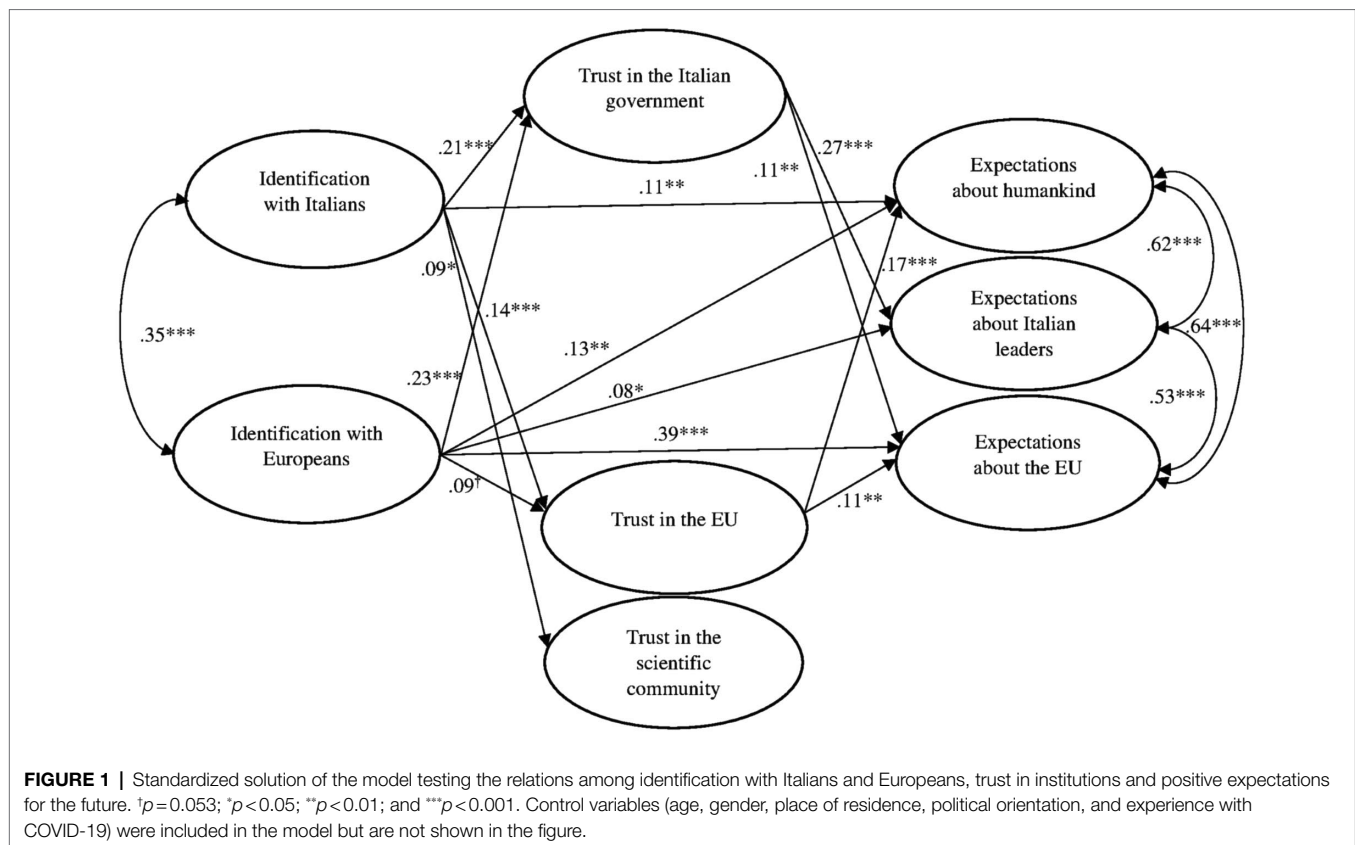 Trust in the Italian
government
.21***
.27***
Identification
with Italians
.11**
.11**
Expectations
about humankind
.09*
.14***
.17***
.62***
Expectations
about Italian
leaders
.35***
.13**
.64***
.23***
.08*
.53***
Identification with
Europeans
.39***
Expectations
about the EU
.09†
Trust in the EU
.11**
Trust in the
scientific
community
FIGURE 1 | Standardized solution of the model testing the relations among identification with Italians and Europeans, trust in institutions and positive expectations
for the future. †p=0.053; *p<0.05; **p<0.01; and ***p<0.001. Control variables (age, gender, place of residence, political orientation, and experience with
COVID-19) were included in the model but are not shown in the figure.